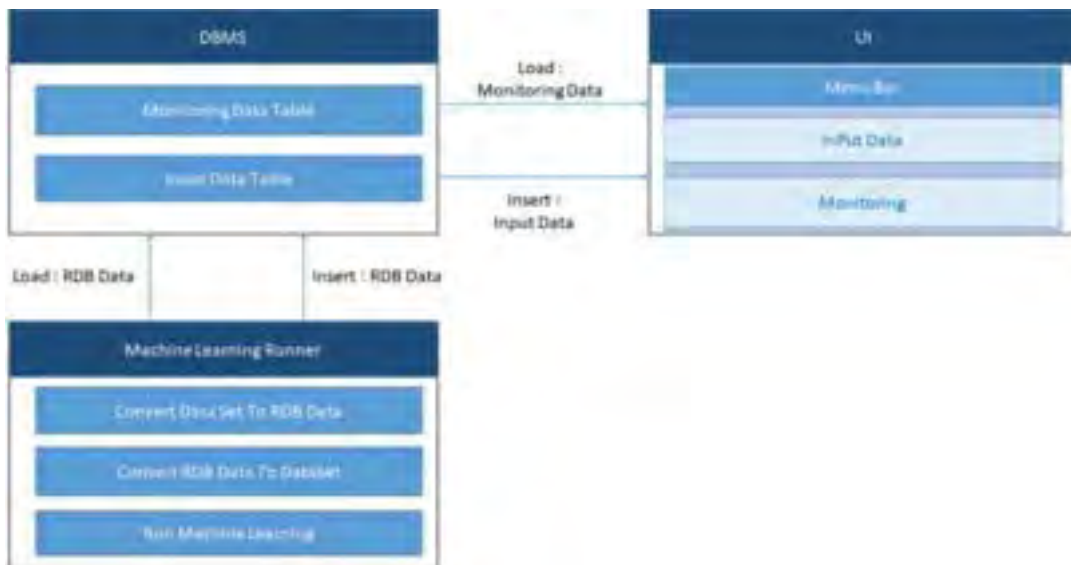 DBMS
Monitoring Data Table
Data Table
Load :
Monitoring Data
Insert :
Input Data
UI
Menu Bar
InPut Data
Monitoring
Load : RDB Data
Insert : RDB Data
Machine Learning Runner
Convert Data Set To RDB Data
Convert RDB Data To DataSet
Run Machine Learning